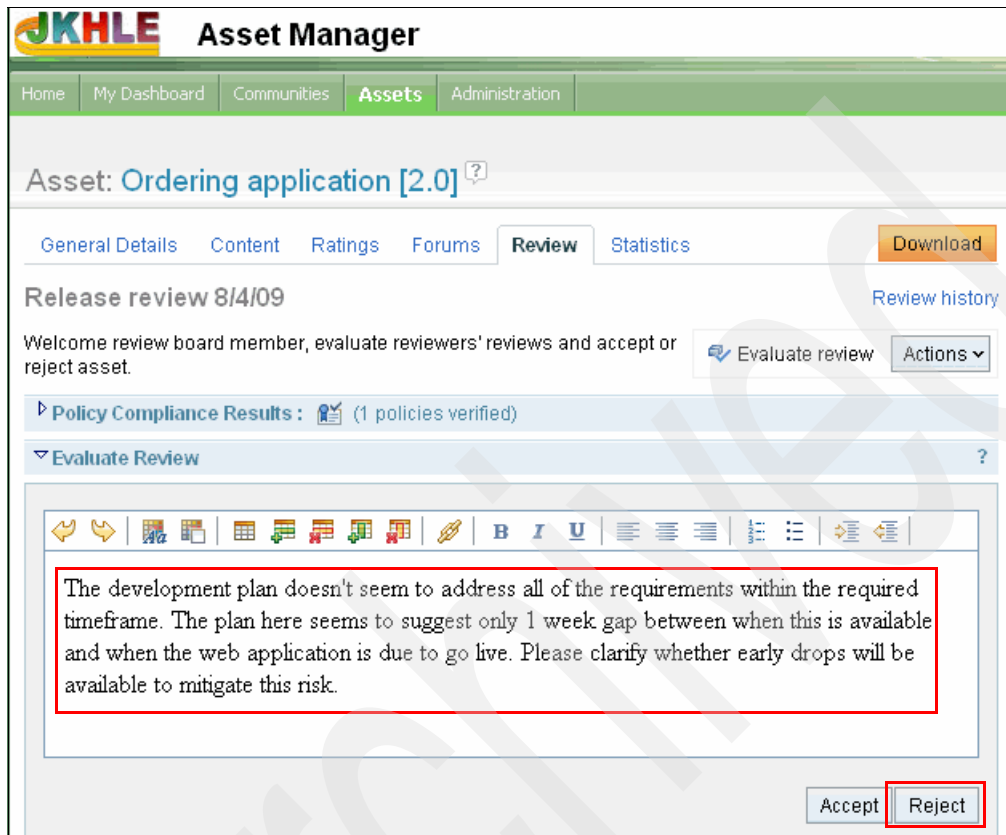 JKHLE Asset Manager
Home My Dashboard Communities Assets Administration
Asset: Ordering application [2.0] ?
General Details Content Ratings Forums Review Statistics Download
Release review 8/4/09 Review history
Welcome review board member, evaluate reviewers' reviews and accept or
reject asset.
Evaluate review Actions
Policy Compliance Results : (1 policies verified)
Evaluate Review ?
B I U
The development plan doesn't seem to address all of the requirements within the required
timeframe. The plan here seems to suggest only 1 week gap between when this is available
and when the web application is due to go live. Please clarify whether early drops will be
available to mitigate this risk.
Accept Reject